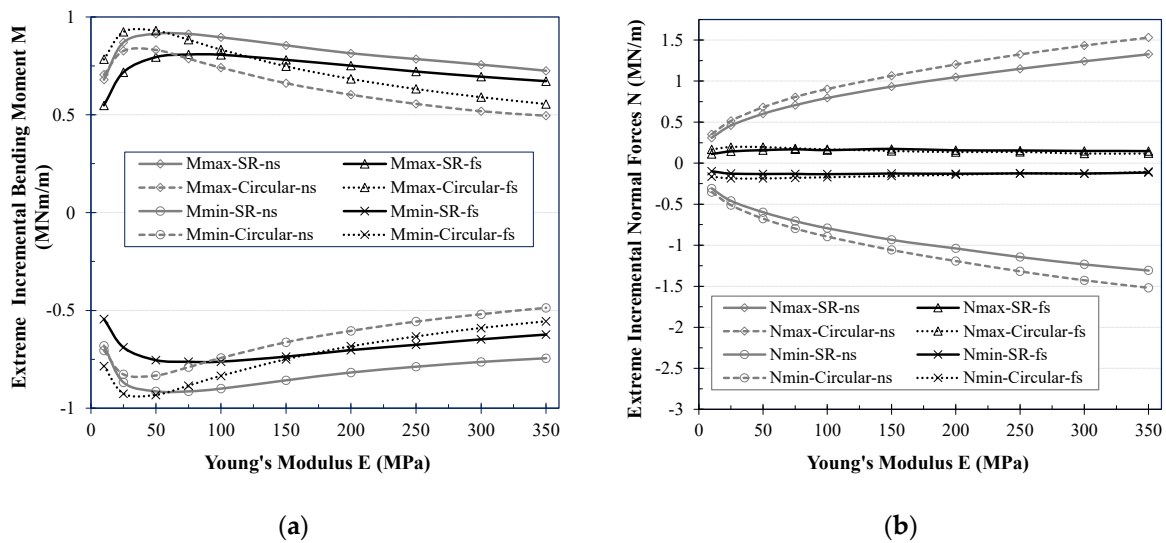 Extreme Incremental Bending Moment M
(MNm/m)
1
0.5
0
-0.5
-1
Mmax-SR-ns
Mmax-SR-fs
Mmax-Circular-ns
Mmax-Circular-fs
Mmin-SR-ns
Mmin-SR-fs
Mmin-Circular-ns
Mmin-Circular-fs
0 50 100 150 200 250 300 350
Young's Modulus E (MPa)
(a)
Extreme Incremental Normal Forces N (MN/m)
1.5
1
0.5
0
-0.5
-1
-1.5
-2
-2.5
-3
Nmax-SR-ns
Nmax-SR-fs
Nmax-Circular-ns
Nmax-Circular-fs
Nmin-SR-ns
Nmin-SR-fs
Nmin-Circular-ns
Nmin-Circular-fs
0 50 100 150 200 250 300 350
Young's Modulus E (MPa)
(b)